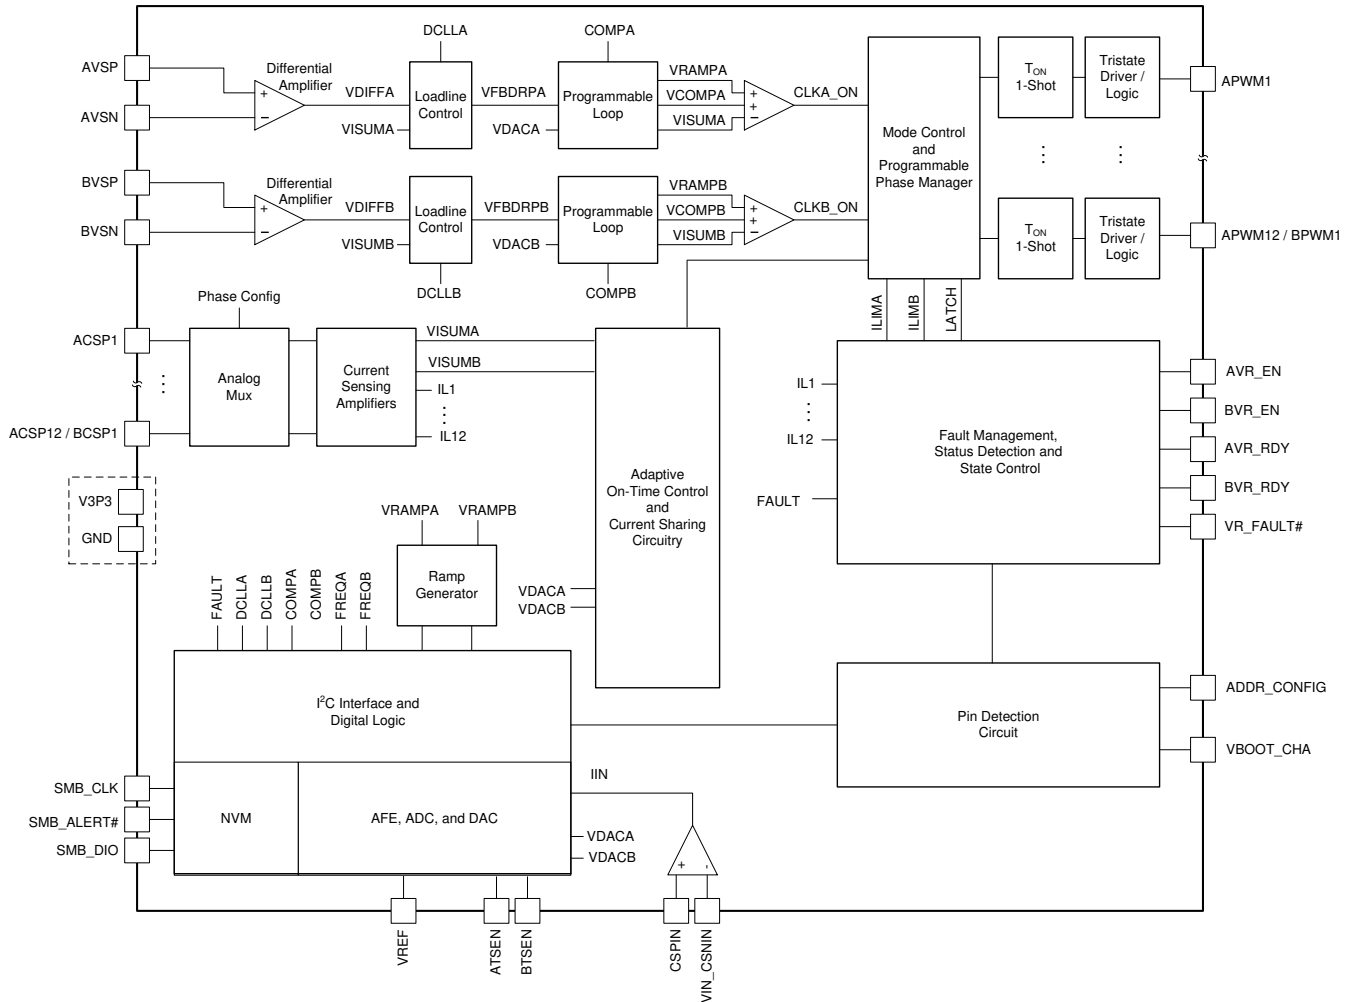 DCLLA
COMPA
AVSP
AVSN
Differential
Amplifier
+
−
VDIFFA
VISUMA
Loadline
Control
VFBDRPA
VDACA
Programmable
Loop
VRAMPA
VCOMPA
VISUMA
+
+
−
CLKA_ON
Mode Control
and
Programmable
Phase Manager
TON
1-Shot
Tristate
Driver /
Logic
APWM1
BVSP
BVSN
Differential
Amplifier
+
−
VDIFFB
VISUMB
Loadline
Control
VFBDRPB
VDACB
Programmable
Loop
VRAMPB
VCOMPB
VISUMB
+
+
−
CLKB_ON
TON
1-Shot
Tristate
Driver /
Logic
APWM12 / BPWM1
DCLLB
COMPB
Phase Config
ACSP1
ACSP12 / BCSP1
Analog
Mux
Current
Sensing
Amplifiers
VISUMA
VISUMB
IL1
IL12
Adaptive
On-Time Control
and
Current Sharing
Circuitry
VDACA
VDACB
ILIMA
ILIMB
LATCH
IL1
IL12
FAULT
Fault Management,
Status Detection and
State Control
AVR_EN
BVR_EN
AVR_RDY
BVR_RDY
VR_FAULT#
V3P3
GND
VRAMPA
VRAMPB
Ramp
Generator
FAULT
DCLLA
DCLLB
COMPA
COMPB
FREQA
FREQB
I2C Interface and
Digital Logic
Pin Detection
Circuit
ADDR_CONFIG
VBOOT_CHA
SMB_CLK
SMB_ALERT#
SMB_DIO
NVM
AFE, ADC, and DAC
IIN
VDACA
VDACB
+
-
VREF
ATSEN
BTSEN
CSPIN
VIN_CSNIN